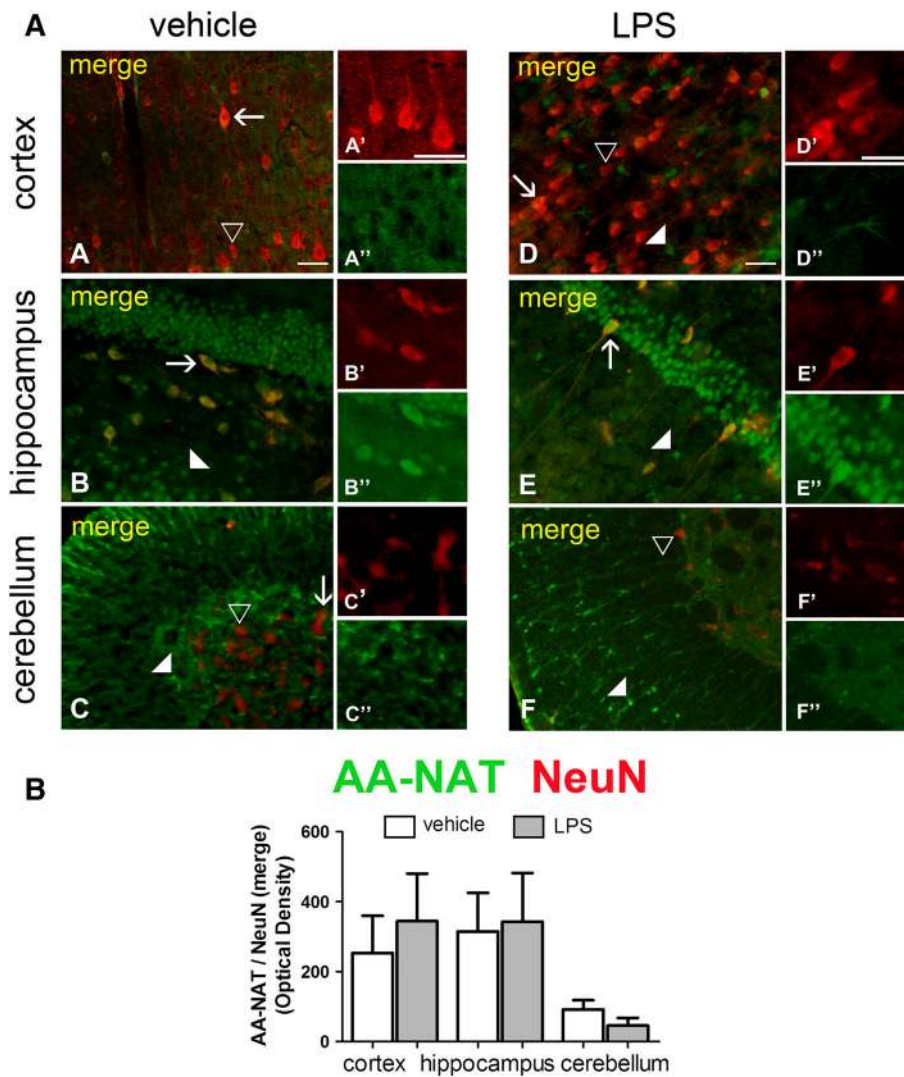 A
vehicle
LPS
cortex
merge
A
A'
A"
merge
D
D'
D"
hippocampus
merge
B
B'
B"
merge
E
E'
E"
cerebellum
merge
C
C'
C"
merge
F
F'
F"
AA-NAT NeuN
B
vehicle LPS
AA-NAT / NeuN (merge)
(Optical Density)
600
400
200
0
cortex hippocampus cerebellum